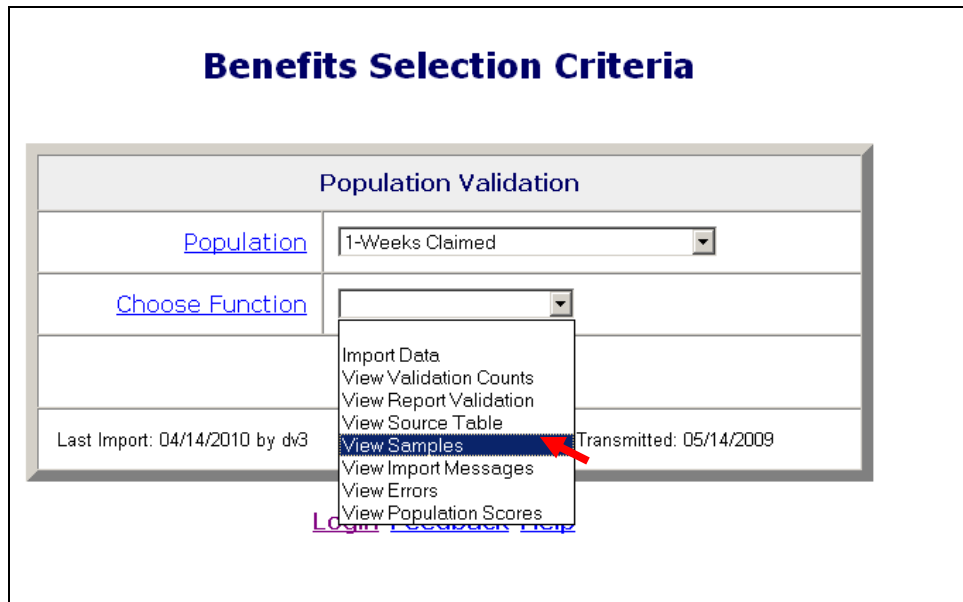 Benefits Selection Criteria
Population Validation
Population 1-Weeks Claimed
Choose Function
Import Data
View Validation Counts
View Report Validation
View Source Table
Last Import: 04/14/2010 by dv3 View Samples Transmitted: 05/14/2009
View Import Messages
View Errors
View Population Scores
Login Feedback Help